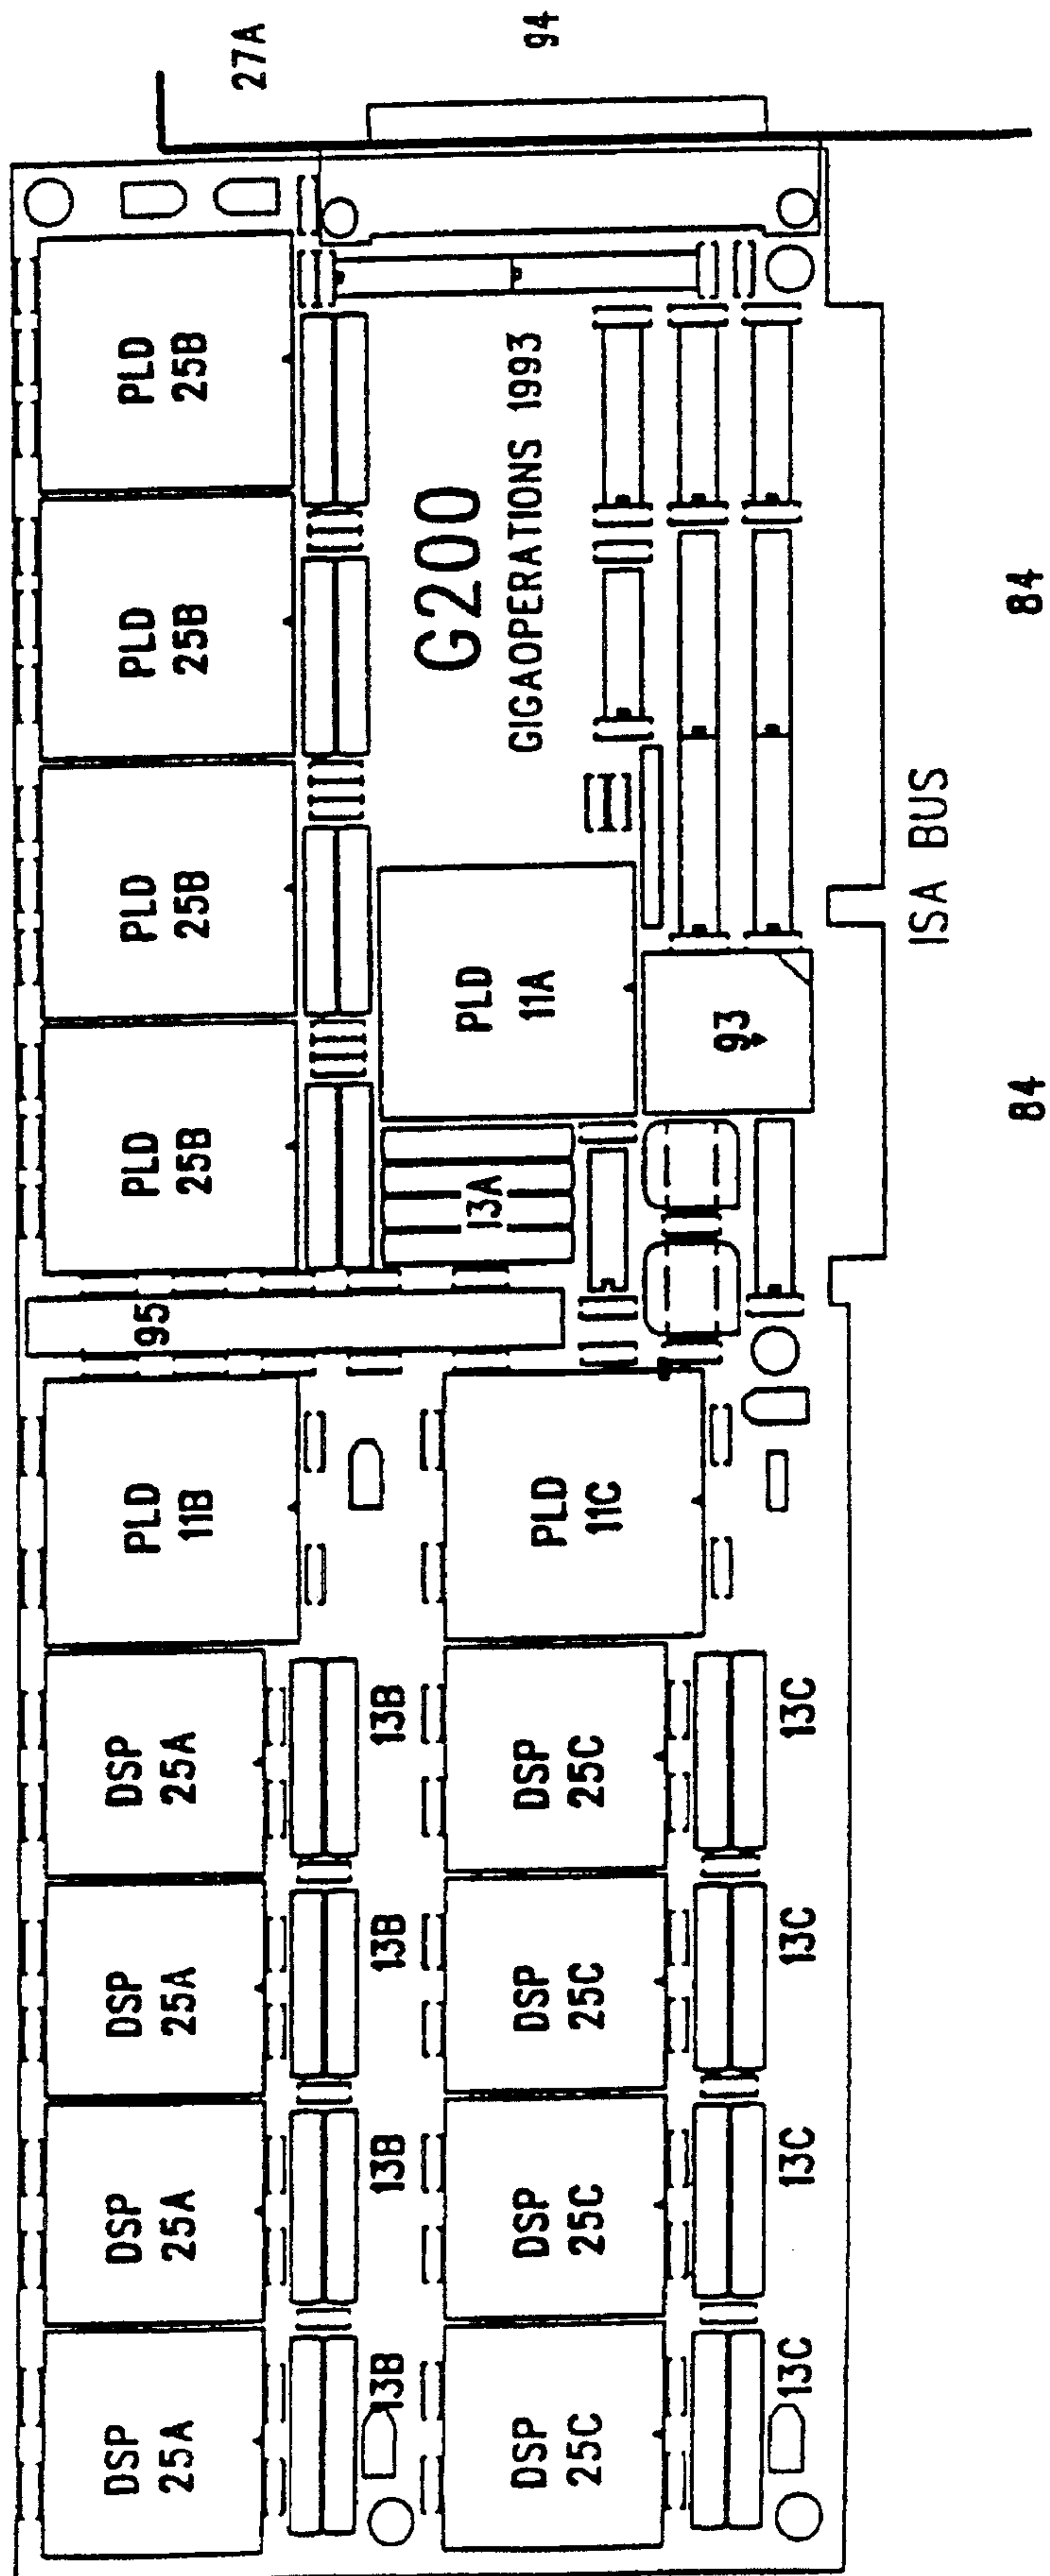 DSP
25A
DSP
25A
DSP
25A
DSP
25A
PLD
11B
95
PLD
25B
PLD
25B
PLD
25B
PLD
25B
27A
13B
13B
13B
13B
13A
G200
GIGAOPERATIONS 1993
94
DSP
25C
DSP
25C
DSP
25C
DSP
25C
PLD
11C
PLD
11A
13C
13C
13C
13C
93
ISA BUS
84
84